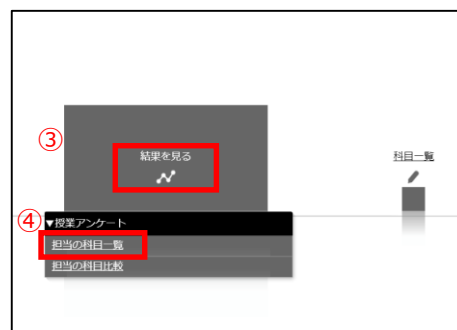 ③
結果を見る
科目一覧
④
▼授業アンケート
担当の科目一覧
担当の科目比較